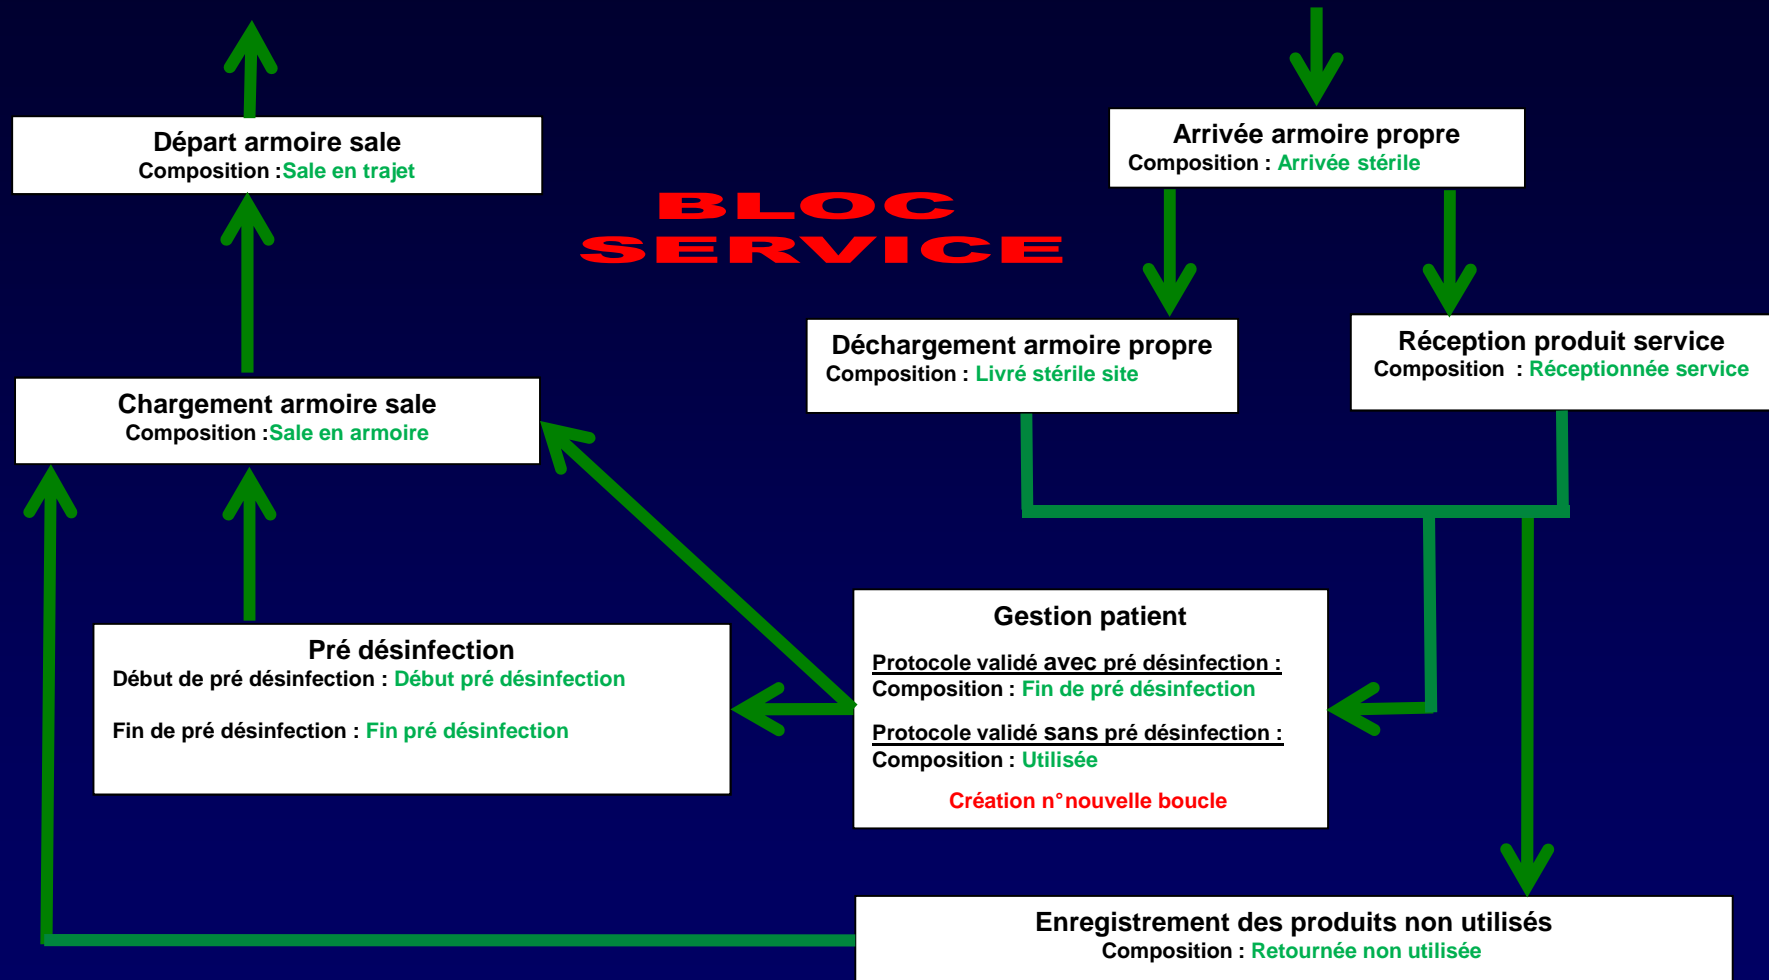 Départ armoire sale
Composition :Sale en trajet
Arrivée armoire propre
Composition : Arrivée stérile
BLOC
SERVICE
Déchargement armoire propre
Composition : Livré stérile site
Réception produit service
Composition : Réceptionnée service
Chargement armoire sale
Composition :Sale en armoire
Pré désinfection
Début de pré désinfection : Début pré désinfection
Fin de pré désinfection : Fin pré désinfection
Gestion patient
Protocole validé avec pré désinfection :
Composition : Fin de pré désinfection
Protocole validé sans pré désinfection :
Composition : Utilisée
Création n° nouvelle boucle
Enregistrement des produits non utilisés
Composition : Retournée non utilisée